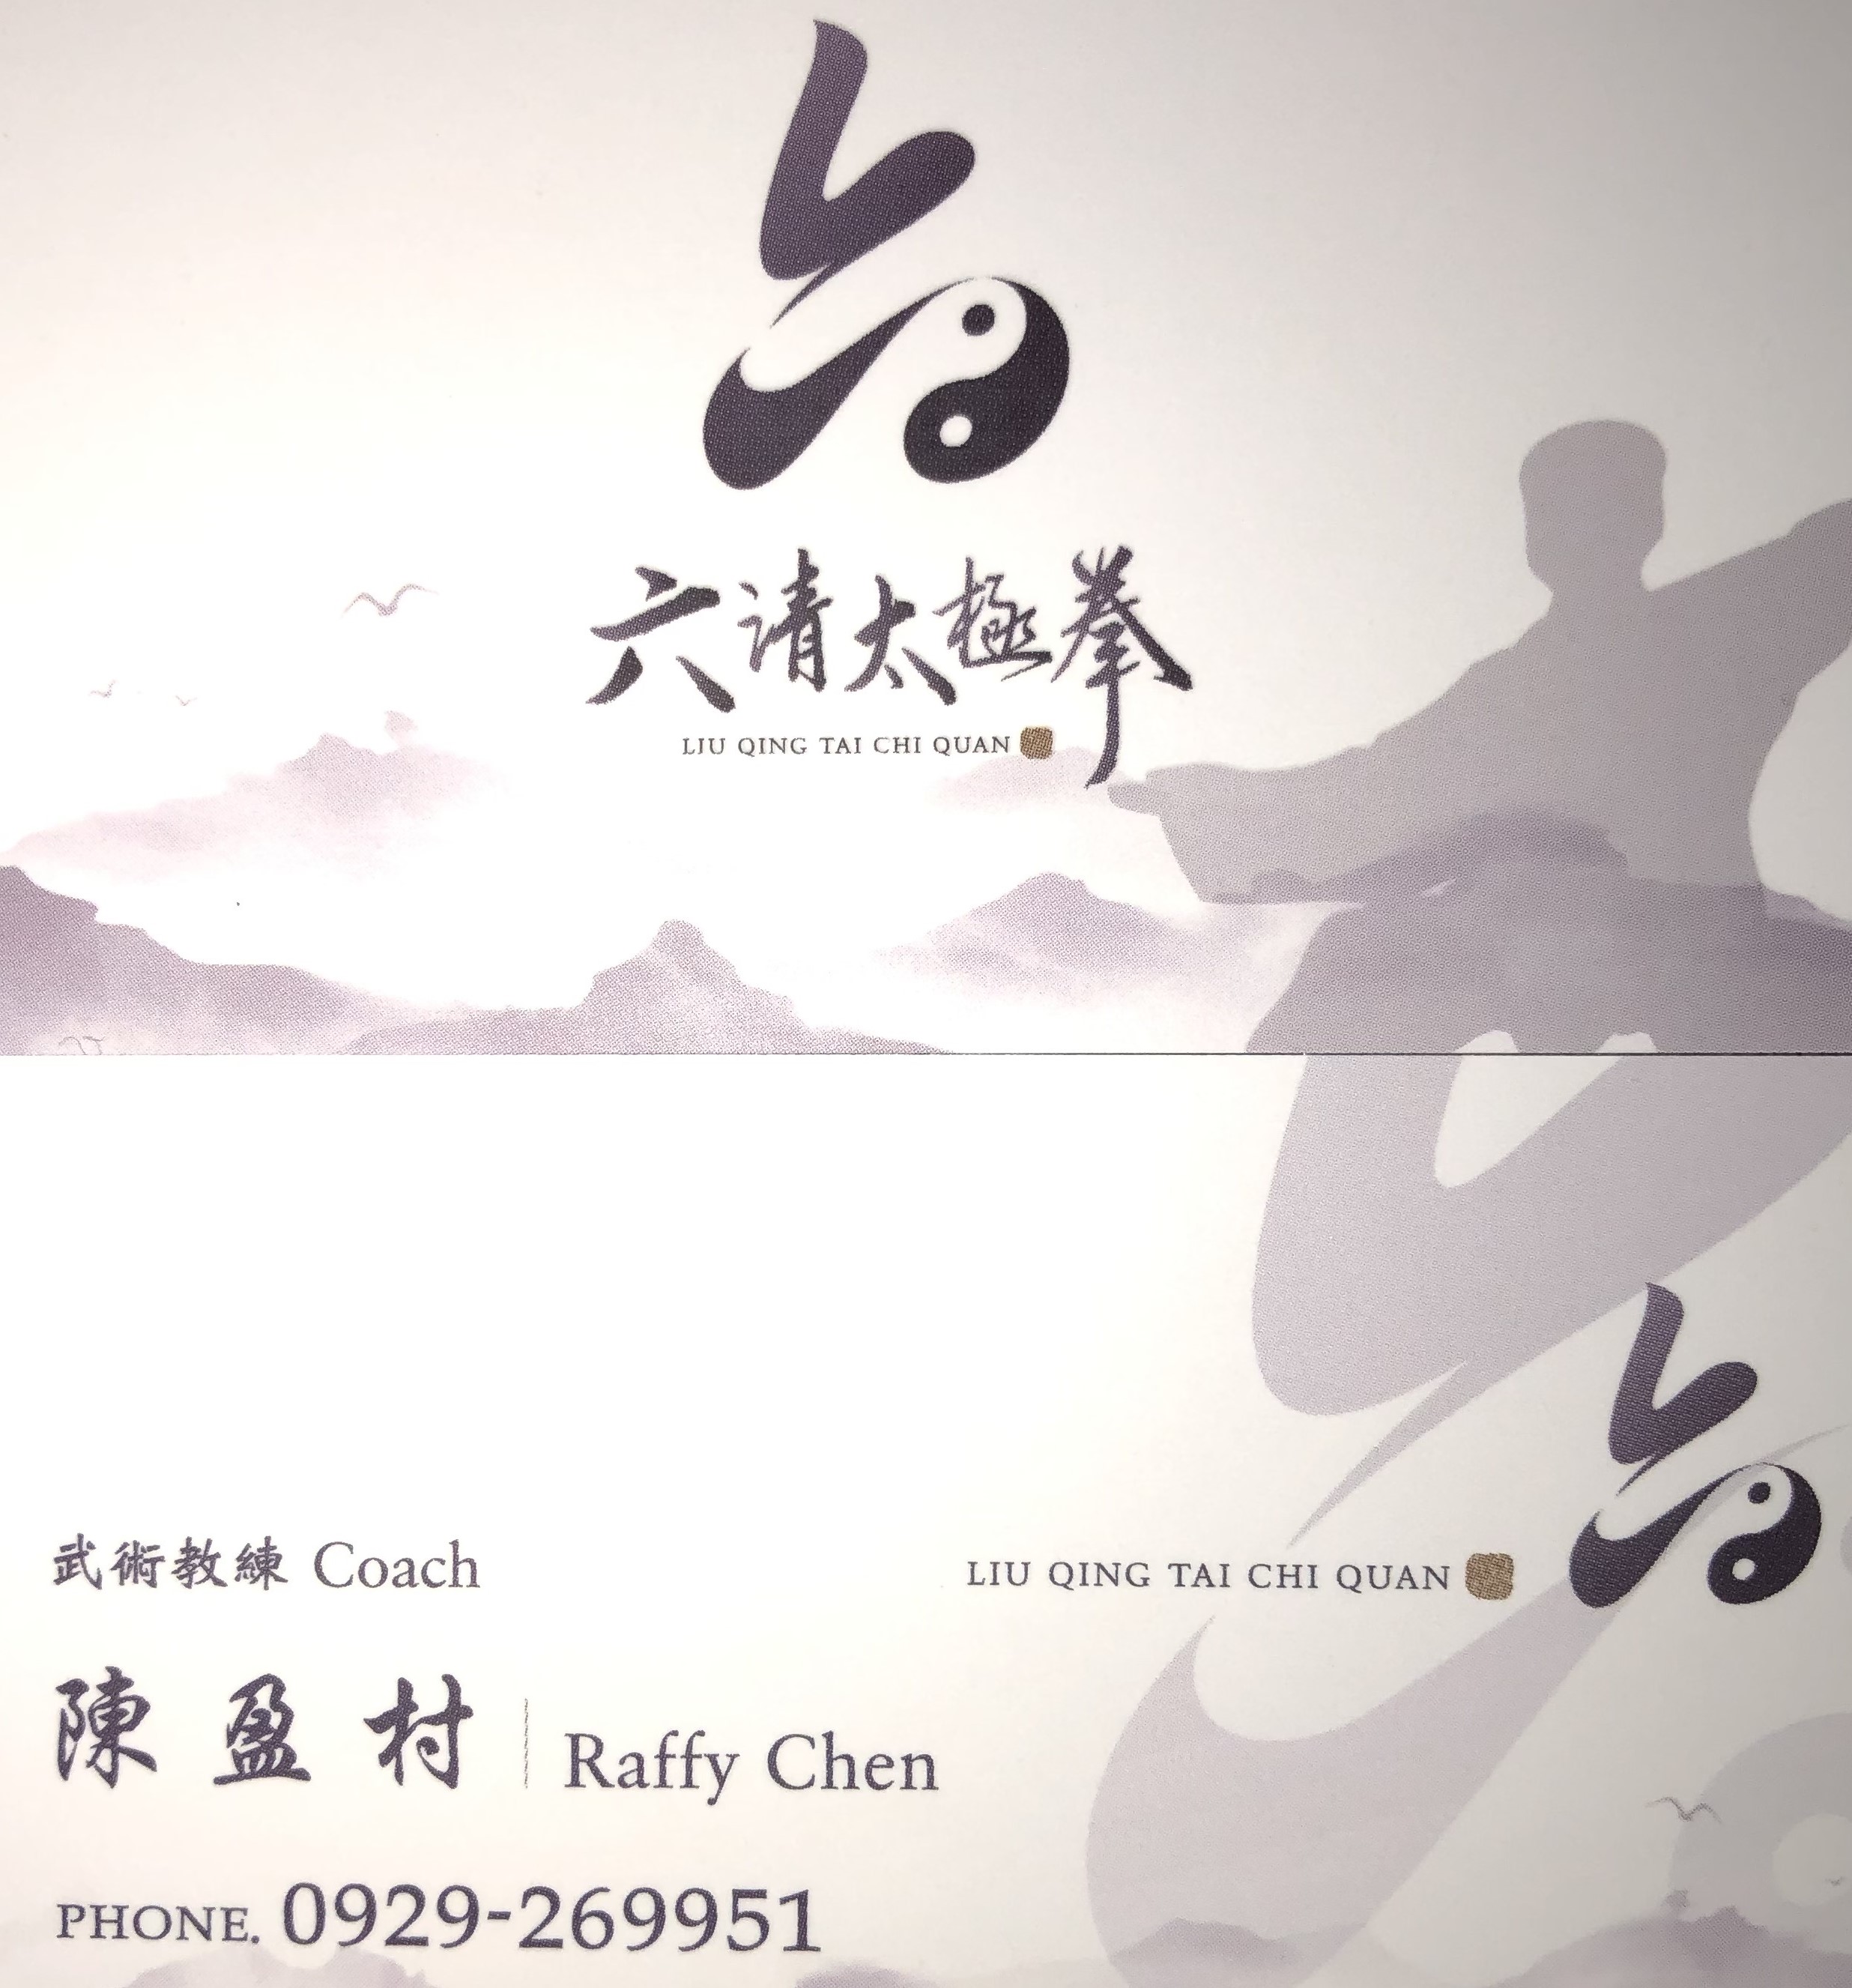 六请太極拳
LIU QING TAI CHI QUAN
武術教練 Coach
LIU QING TAI CHI QUAN
陳盈村 Raffy Chen
PHONE. 0929-269951